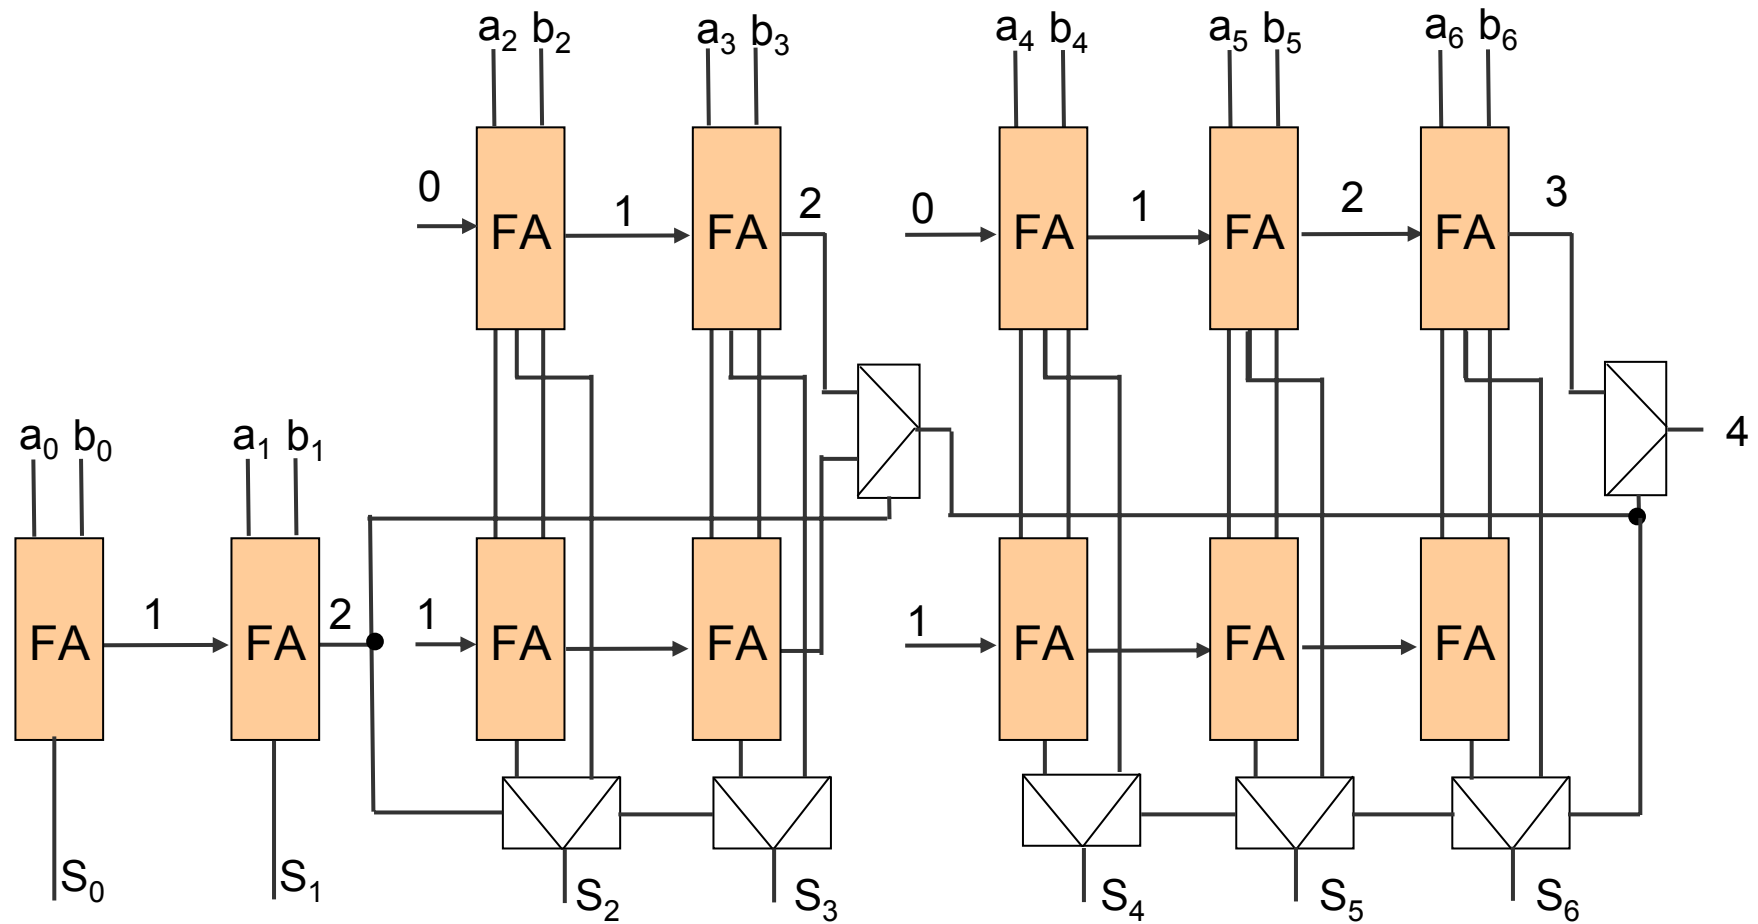 a₂ b₂ a₃ b₃ a₄ b₄ a₅ b₅ a₆ b₆
0 1 2 0 1 2 3
FA FA FA FA FA
a₀ b₀ a₁ b₁ 4
1 2 1 1
FA FA FA FA FA FA FA
S₀ S₁ S₂ S₃ S₄ S₅ S₆